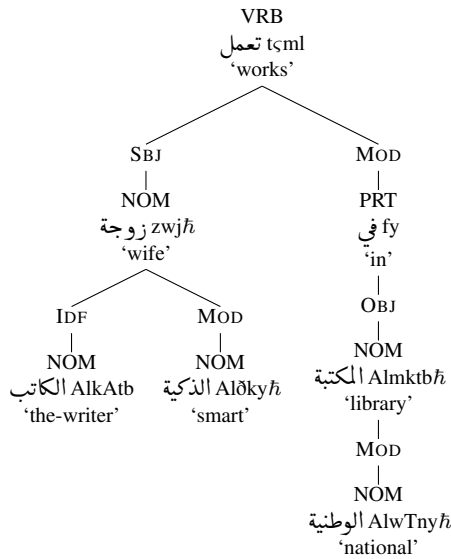 VRB
تعمل tςml
‘works’
SBJ MOD
NOM PRT
زوجة zwjħ في fy
‘wife’ ‘in’
IDF MOD OBJ
NOM NOM NOM
الكاتب AlkAtb الذكية Alðkyħ المكتبة Almktbħ
‘the-writer’ ‘smart’ ‘library’
MOD
NOM
الوطنية AlwTnyħ
‘national’